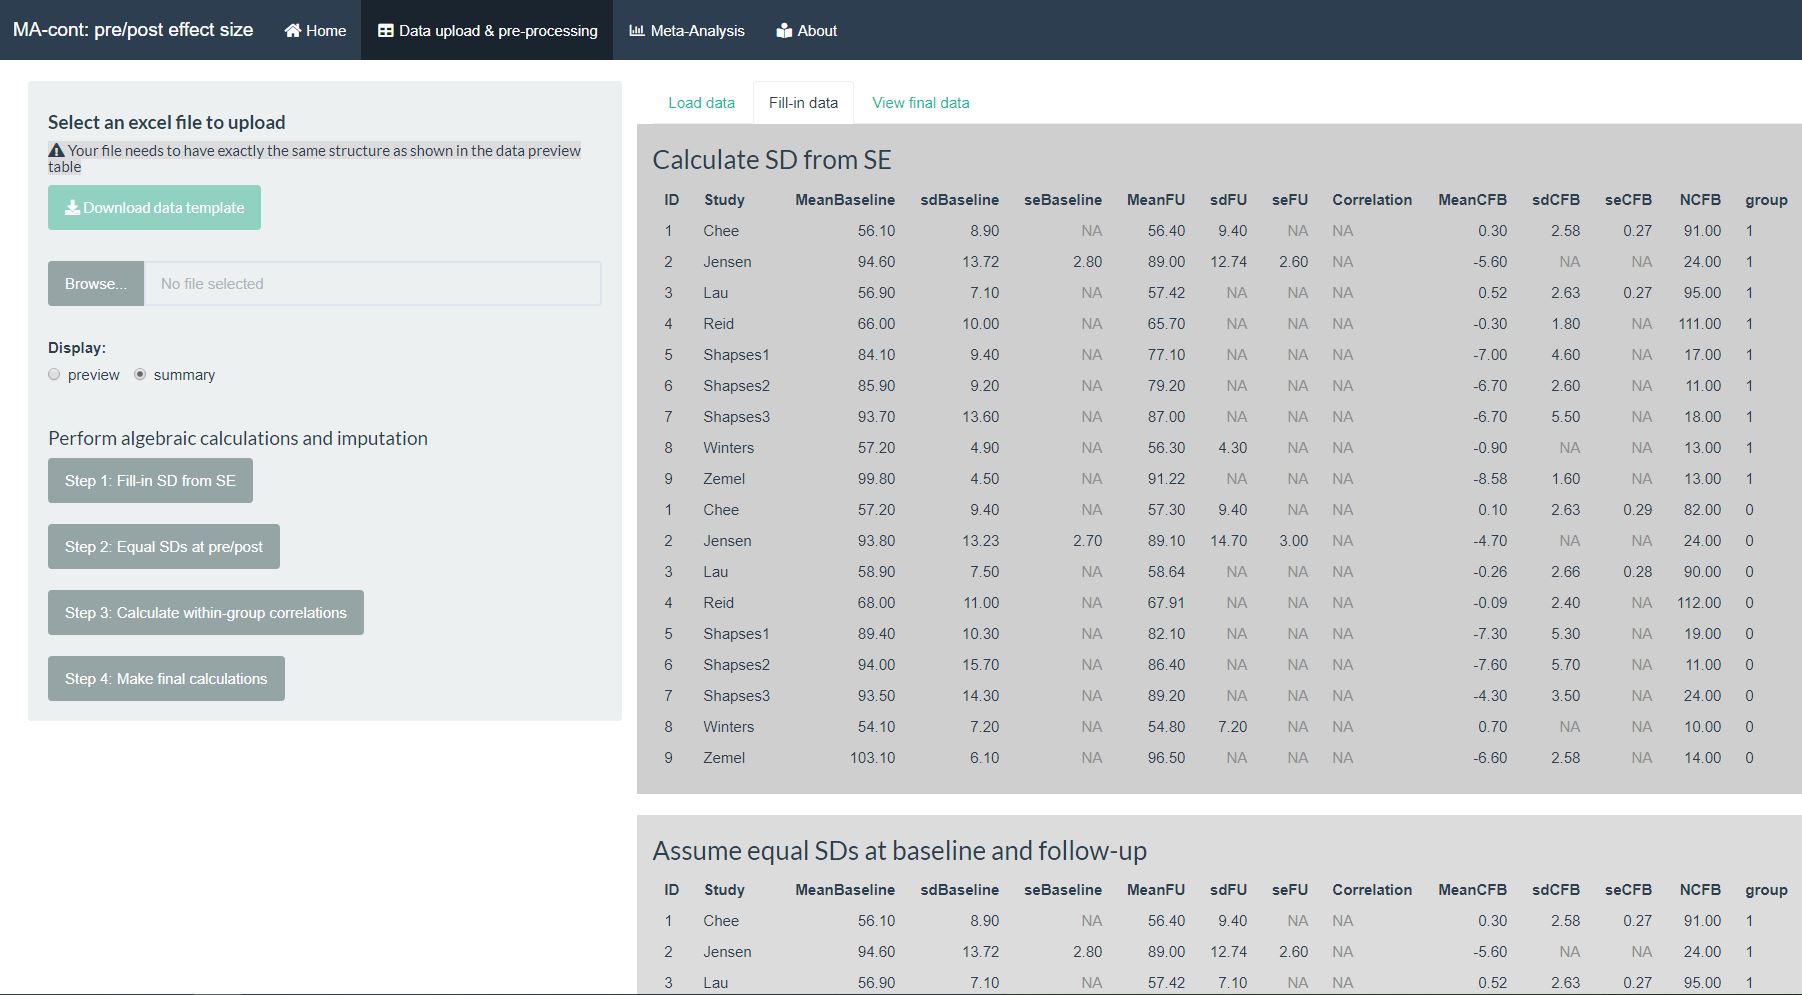 MA-cont: pre/post effect size Home Data upload & pre-processing Meta-Analysis About
Select an excel file to upload
Your file needs to have exactly the same structure as shown in the data preview
table
Download data template
Browse... No file selected
Display:
preview summary
Perform algebraic calculations and imputation
Step 1: Fill-in SD from SE
Step 2: Equal SDs at pre/post
Step 3: Calculate within-group correlations
Step 4: Make final calculations
Load data Fill-in data View final data
Calculate SD from SE
ID Study MeanBaseline sdBaseline seBaseline MeanFU sdFU seFU Correlation MeanCFB sdCFB seCFB NCFB group
1 Chee 56.10 8.90 NA 56.40 9.40 NA NA 0.30 2.58 0.27 91.00 1
2 Jensen 94.60 13.72 2.80 89.00 12.74 2.60 NA -5.60 NA NA 24.00 1
3 Lau 56.90 7.10 NA 57.42 NA NA NA 0.52 2.63 0.27 95.00 1
4 Reid 66.00 10.00 NA 65.70 NA NA NA -0.30 1.80 NA 111.00 1
5 Shapses1 84.10 9.40 NA 77.10 NA NA NA -7.00 4.60 NA 17.00 1
6 Shapses2 85.90 9.20 NA 79.20 NA NA NA -6.70 2.60 NA 11.00 1
7 Shapses3 93.70 13.60 NA 87.00 NA NA NA -6.70 5.50 NA 18.00 1
8 Winters 57.20 4.90 NA 56.30 4.30 NA NA -0.90 NA NA 13.00 1
9 Zemel 99.80 4.50 NA 91.22 NA NA NA -8.58 1.60 NA 13.00 1
1 Chee 57.20 9.40 NA 57.30 9.40 NA NA 0.10 2.63 0.29 82.00 0
2 Jensen 93.80 13.23 2.70 89.10 14.70 3.00 NA -4.70 NA NA 24.00 0
3 Lau 58.90 7.50 NA 58.64 NA NA NA -0.26 2.66 0.28 90.00 0
4 Reid 68.00 11.00 NA 67.91 NA NA NA -0.09 2.40 NA 112.00 0
5 Shapses1 89.40 10.30 NA 82.10 NA NA NA -7.30 5.30 NA 19.00 0
6 Shapses2 94.00 15.70 NA 86.40 NA NA NA -7.60 5.70 NA 11.00 0
7 Shapses3 93.50 14.30 NA 89.20 NA NA NA -4.30 3.50 NA 24.00 0
8 Winters 54.10 7.20 NA 54.80 7.20 NA NA 0.70 NA NA 10.00 0
9 Zemel 103.10 6.10 NA 96.50 NA NA NA -6.60 2.58 NA 14.00 0
Assume equal SDs at baseline and follow-up
ID Study MeanBaseline sdBaseline seBaseline MeanFU sdFU seFU Correlation MeanCFB sdCFB seCFB NCFB group
1 Chee 56.10 8.90 NA 56.40 9.40 NA NA 0.30 2.58 0.27 91.00 1
2 Jensen 94.60 13.72 2.80 89.00 12.74 2.60 NA -5.60 NA NA 24.00 1
3 Lau 56.90 7.10 NA 57.42 7.10 NA NA 0.52 2.63 0.27 95.00 1